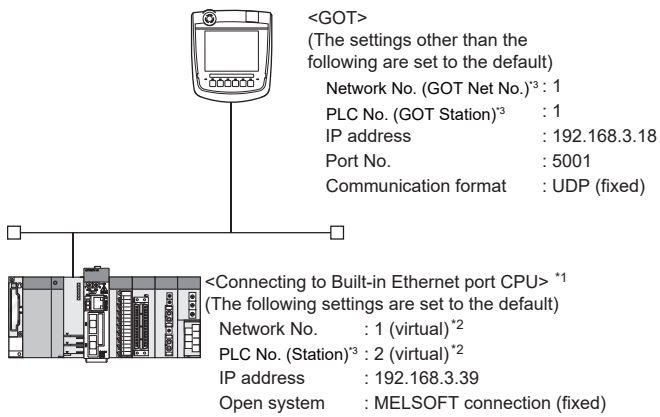 <GOT>
(The settings other than the
following are set to the default)
Network No. (GOT Net No.)*3 : 1
PLC No. (GOT Station)*3 : 1
IP address : 192.168.3.18
Port No. : 5001
Communication format : UDP (fixed)
<Connecting to Built-in Ethernet port CPU> *1
(The following settings are set to the default)
Network No. : 1 (virtual)*2
PLC No. (Station)*3 : 2 (virtual)*2
IP address : 192.168.3.39
Open system : MELSOFT connection (fixed)